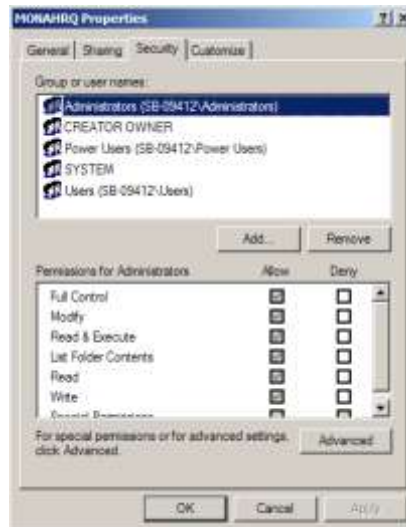 MONAHRQ Properties ? X
General Sharing Security Customize
Group or user names:
Administrators (SB-09412\Administrators)
CREATOR OWNER
Power Users (SB-09412\Power Users)
SYSTEM
Users (SB-09412\Users)
Add... Remove
Permissions for Administrators Allow Deny
Full Control
Modify
Read & Execute
List Folder Contents
Read
Write
Special Permissions
For special permissions or for advanced settings,
click Advanced.
Advanced
OK Cancel Apply